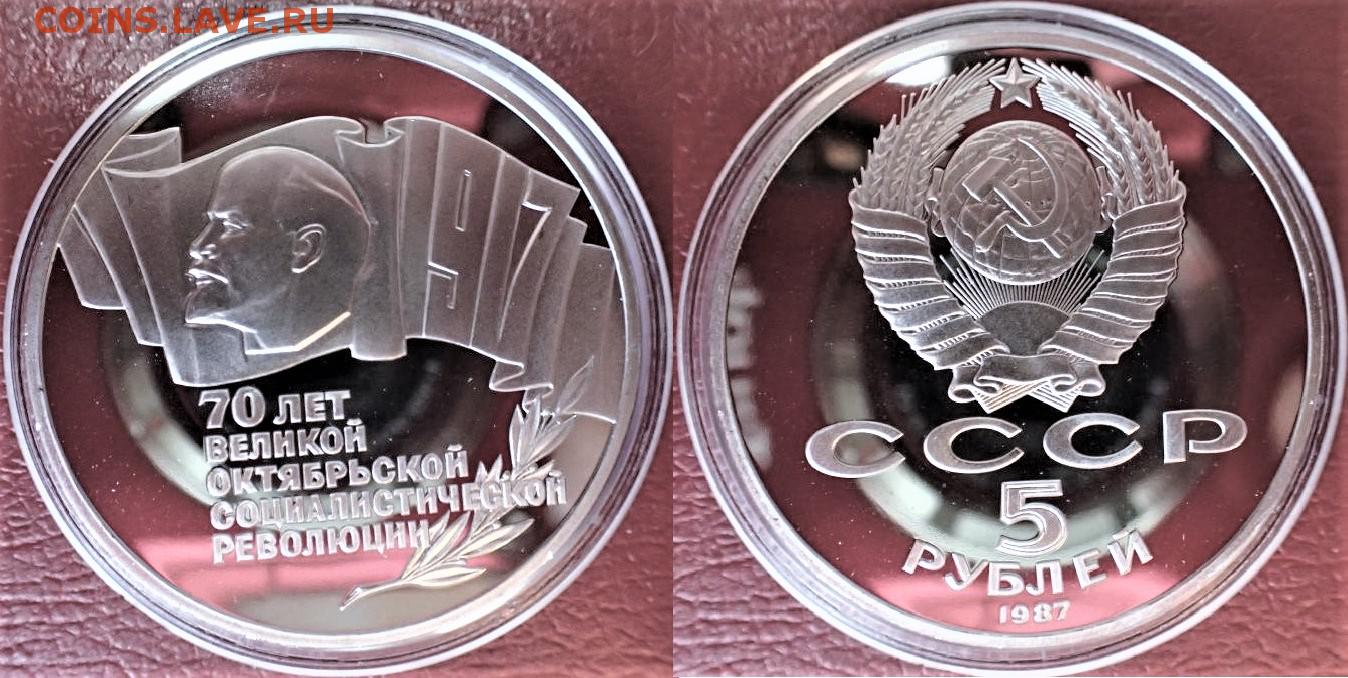 COINS.LAVE.RU
1917
70 ЛЕТ
ВЕЛИКОЙ
ОКТЯБРЬСКОЙ
СОЦИАЛИСТИЧЕСКОЙ
РЕВОЛЮЦИИ
СССР
5
РУБЛЕЙ
1987